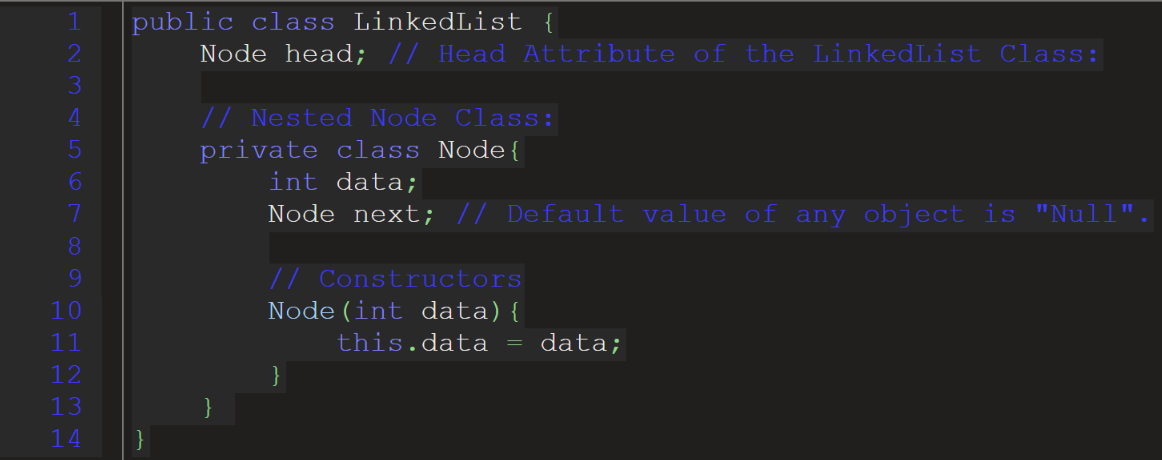 1 public class LinkedList {
2 Node head; // Head Attribute of the LinkedList Class:
3
4 // Nested Node Class:
5 private class Node{
6 int data;
7 Node next; // Default value of any object is "Null".
8
9 // Constructors
10 Node(int data){
11 this.data = data;
12 }
13 }
14 }